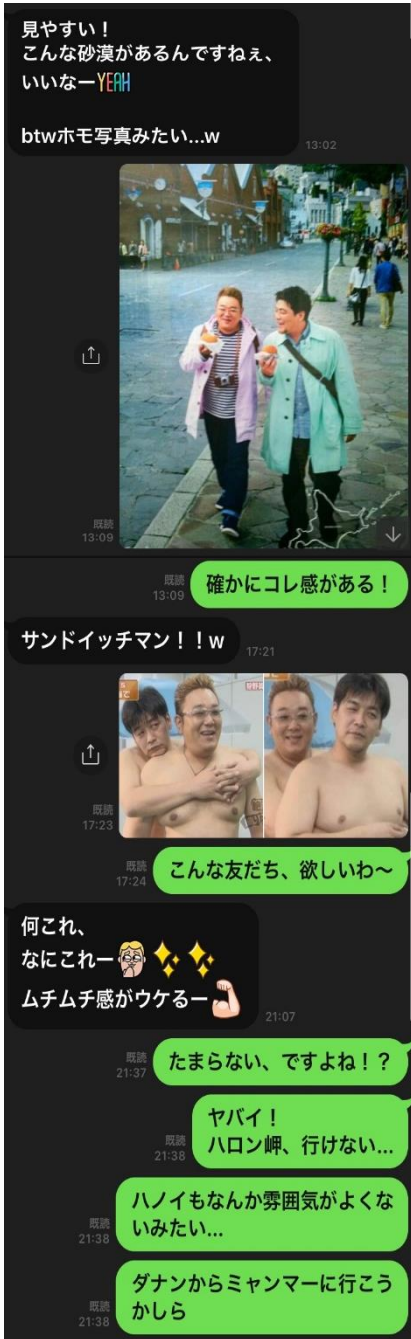 見やすい！
こんな砂漠があるんですねぇ、
いいなーYEAH
btwホモ写真みたい...w
13:02
既読
13:09
既読
13:09
確かにコレ感がある！
サンドイッチマン！！w
17:21
既読
17:23
既読
17:24
こんな友だち、欲しいわ〜
何これ、
なにこれー
ムチムチ感がウケるー
21:07
既読
21:37
たまらない、ですよね！？
ヤバイ！
ハロン岬、行けない...
既読
21:38
ハノイもなんか雰囲気がよくな
いみたい...
既読
21:38
ダナンからミャンマーに行こう
かしら
既読
21:38